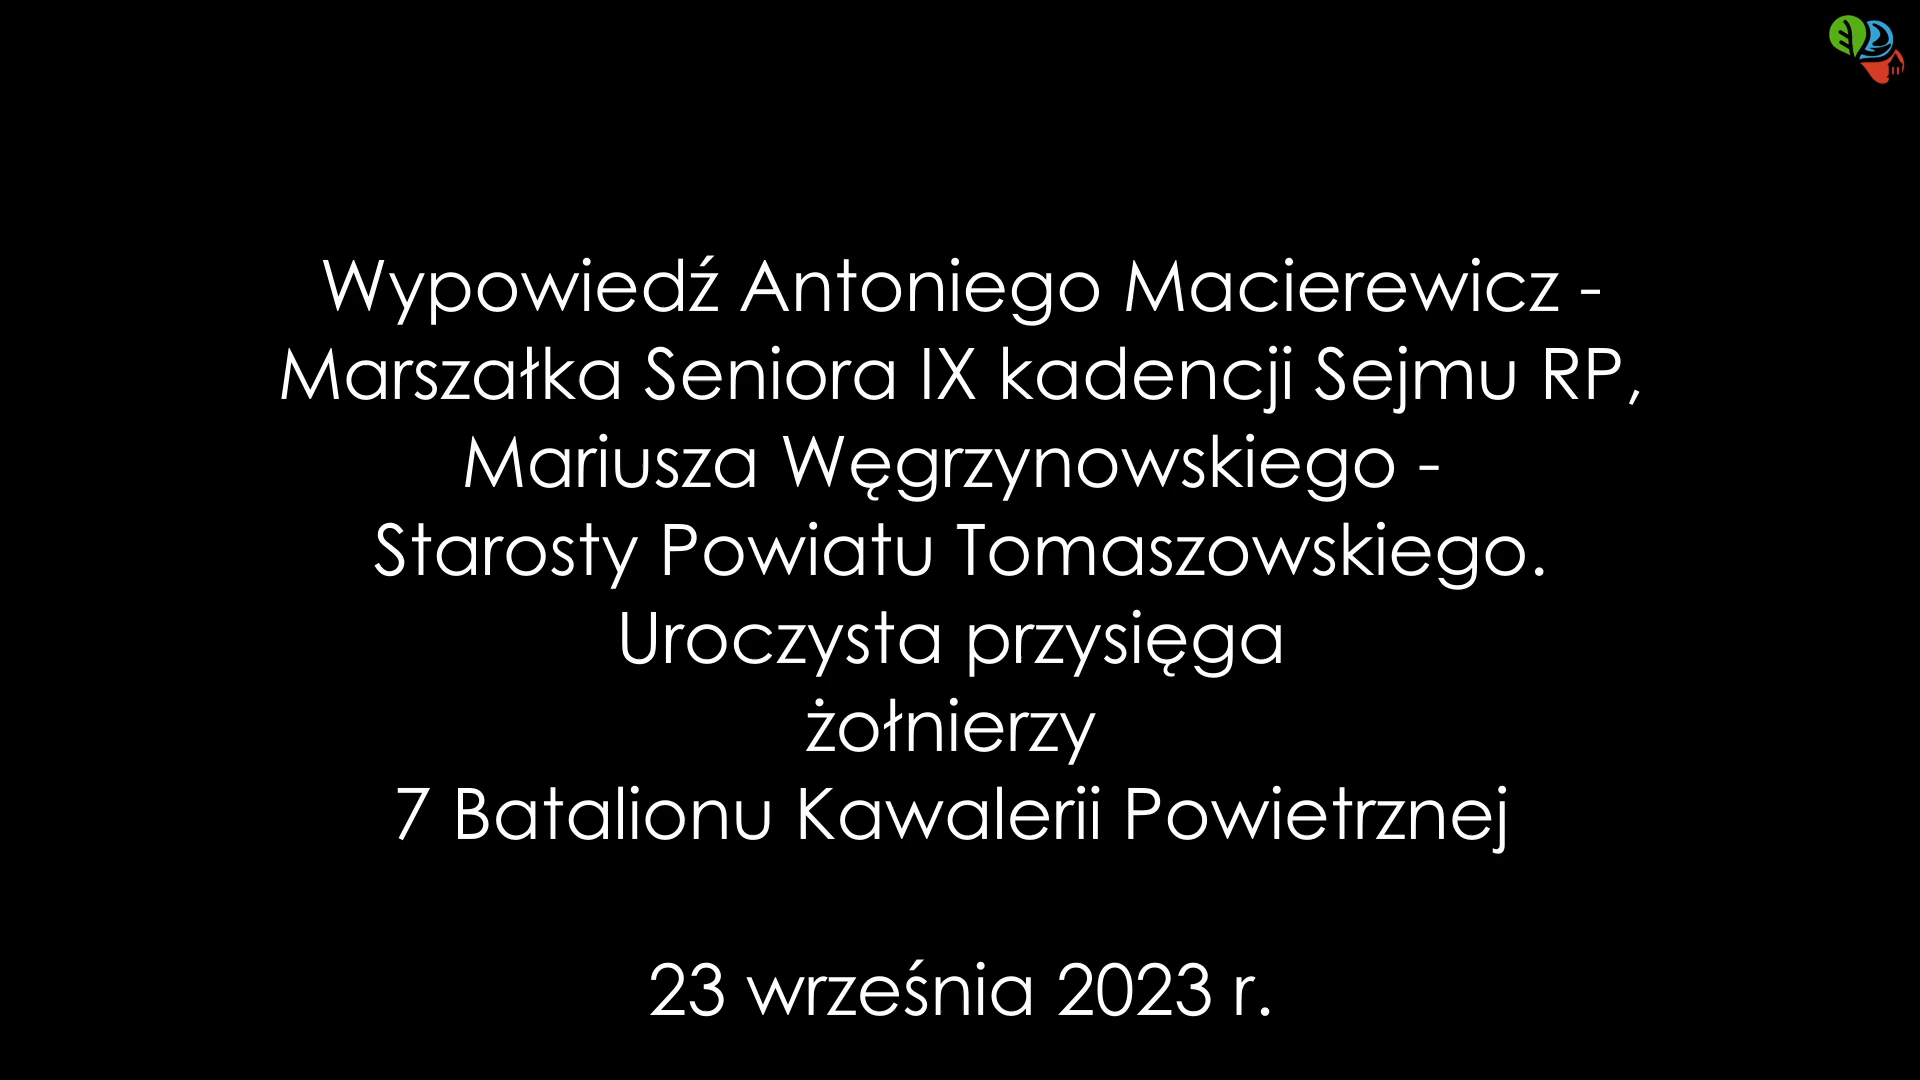 Wypowiedź Antoniego Macierewicz -
Marszałka Seniora IX kadencji Sejmu RP,
Mariusza Węgrzynowskiego -
Starosty Powiatu Tomaszowskiego.
Uroczysta przysięga
żołnierzy
7 Batalionu Kawalerii Powietrznej
23 września 2023 r.